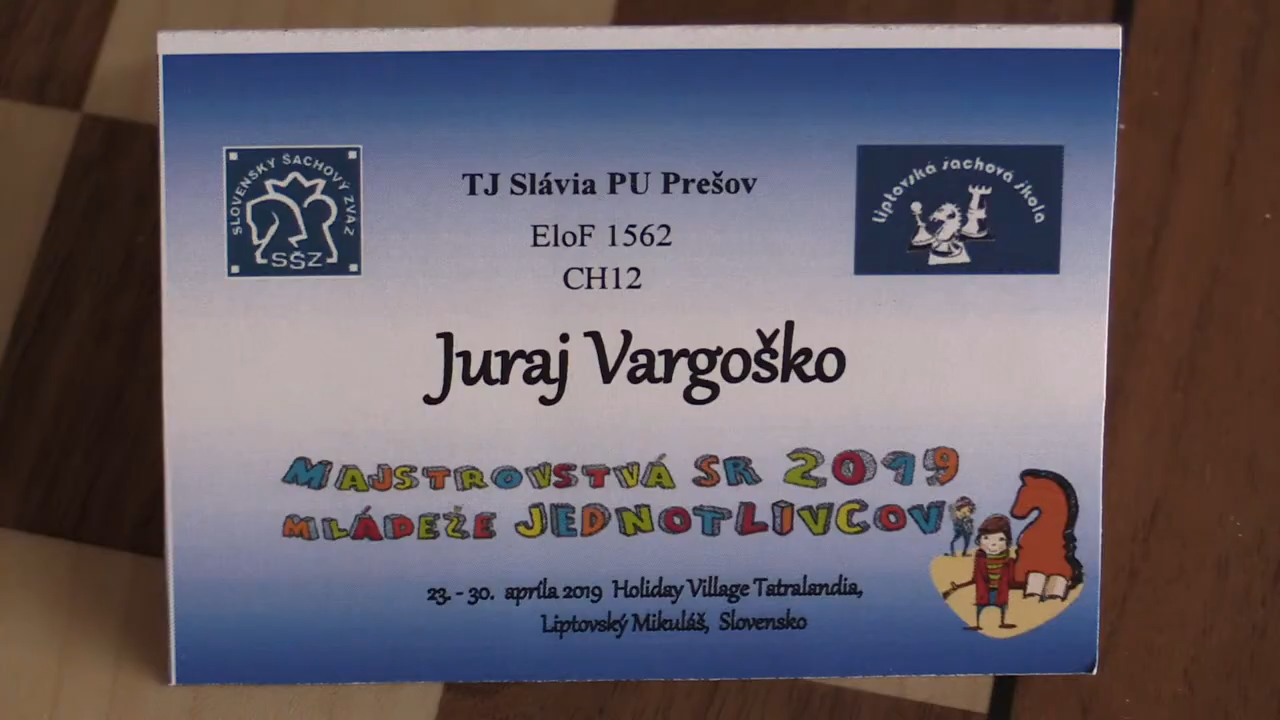 SLOVENSKÝ ŠACHOVÝ ZVÄZ
SŠZ
Liptovská šachová škola
TJ Slávia PU Prešov
EloF 1562
CH12
Juraj Vargoško
MAJSTROVSTVÁ SR 2019
MLÁDEŽE JEDNOTLIVCOV
23. - 30. apríla 2019 Holiday Village Tatralandia,
Liptovský Mikuláš, Slovensko